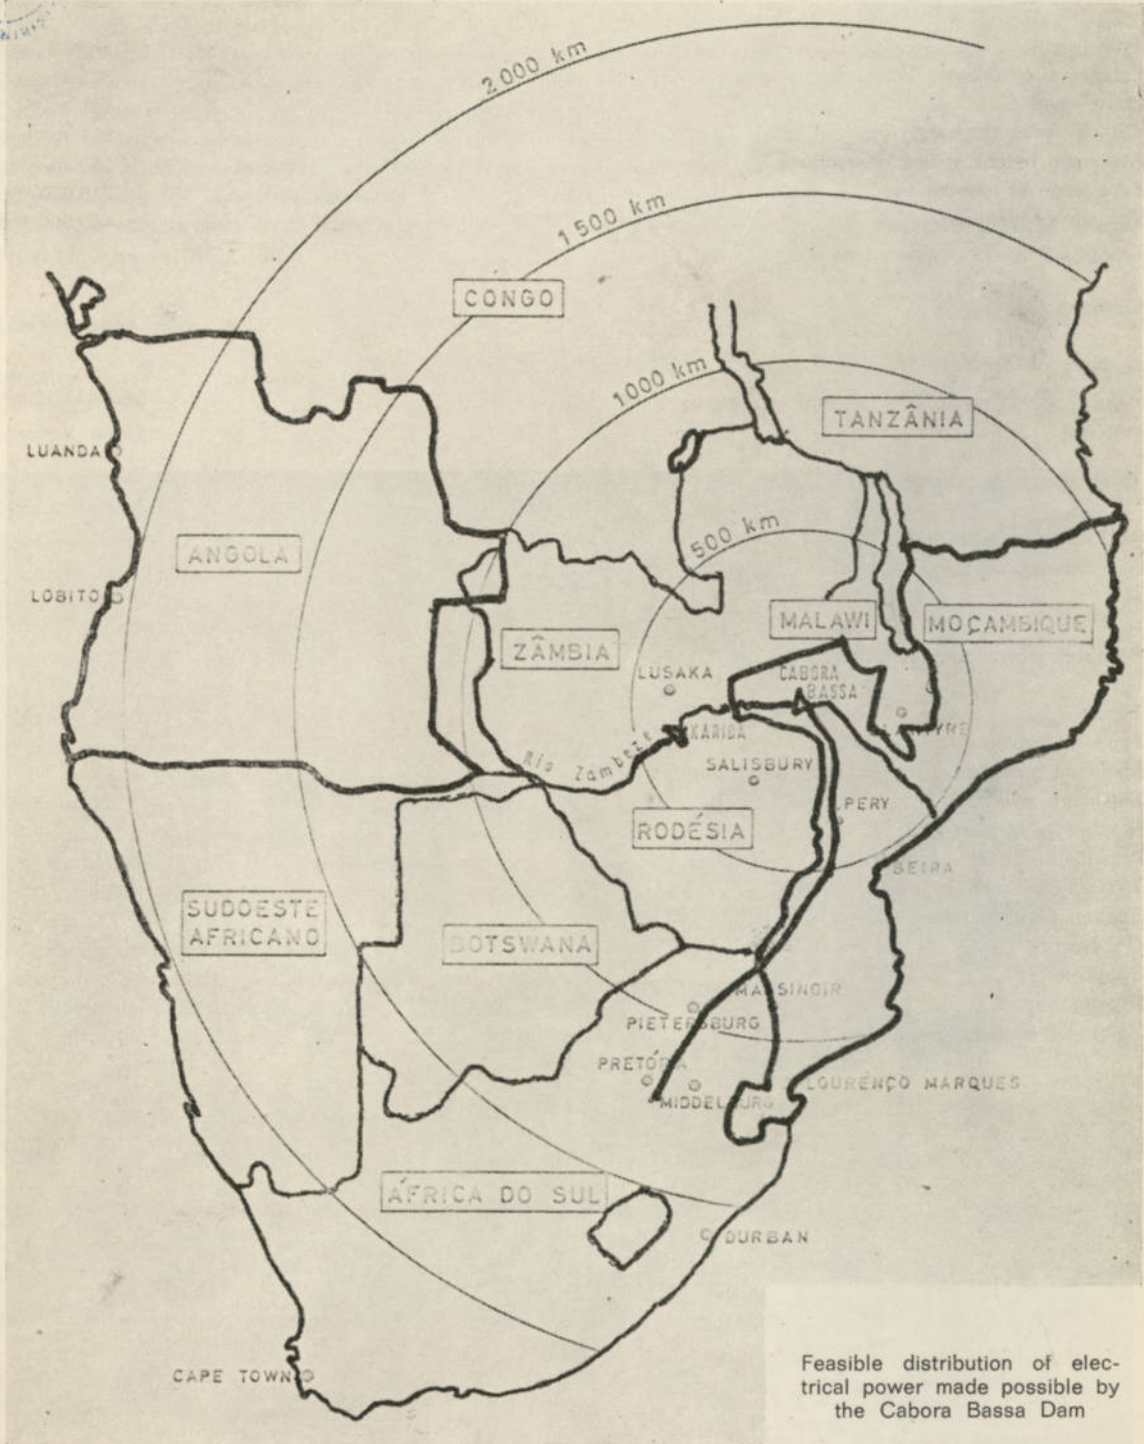 2 000 km
1 500 km
CONGO
1000 km
TANZÂNIA
LUANDA
500 km
ANGOLA
LOBITO
MALAWI
MOÇAMBIQUE
ZÂMBIA
LUSAKA
CABORA
BASSA
KARIBA
Rio Zambeze
SALISBURY
PERY
RODÉSIA
BEIRA
SUDOESTE
AFRICANO
BOTSWANA
MASSINGIR
PIETERSBURG
PRETÓRIA
LOURENÇO MARQUES
MIDDELBURG
ÁFRICA DO SUL
DURBAN
CAPE TOWN
Feasible distribution of elec-
trical power made possible by
the Cabora Bassa Dam